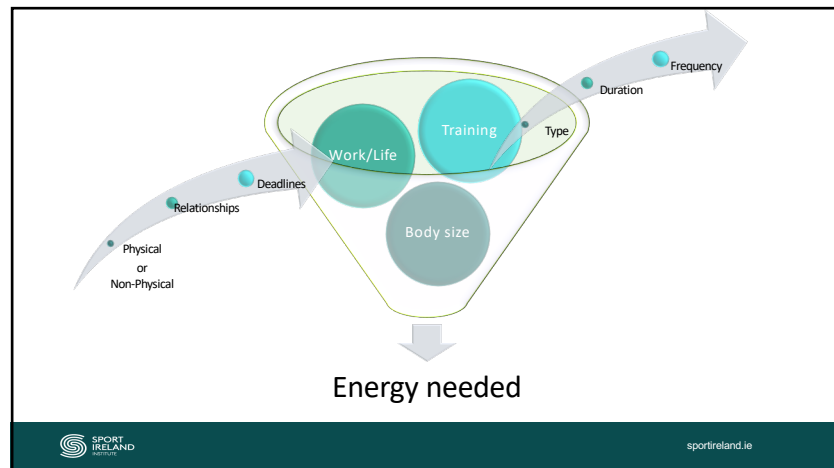 Frequency
Duration
Type
Training
Work/Life
Deadlines
Relationships
Physical
or
Non-Physical
Body size
Energy needed
SPORT
IRELAND
INSTITUTE
sportireland.ie